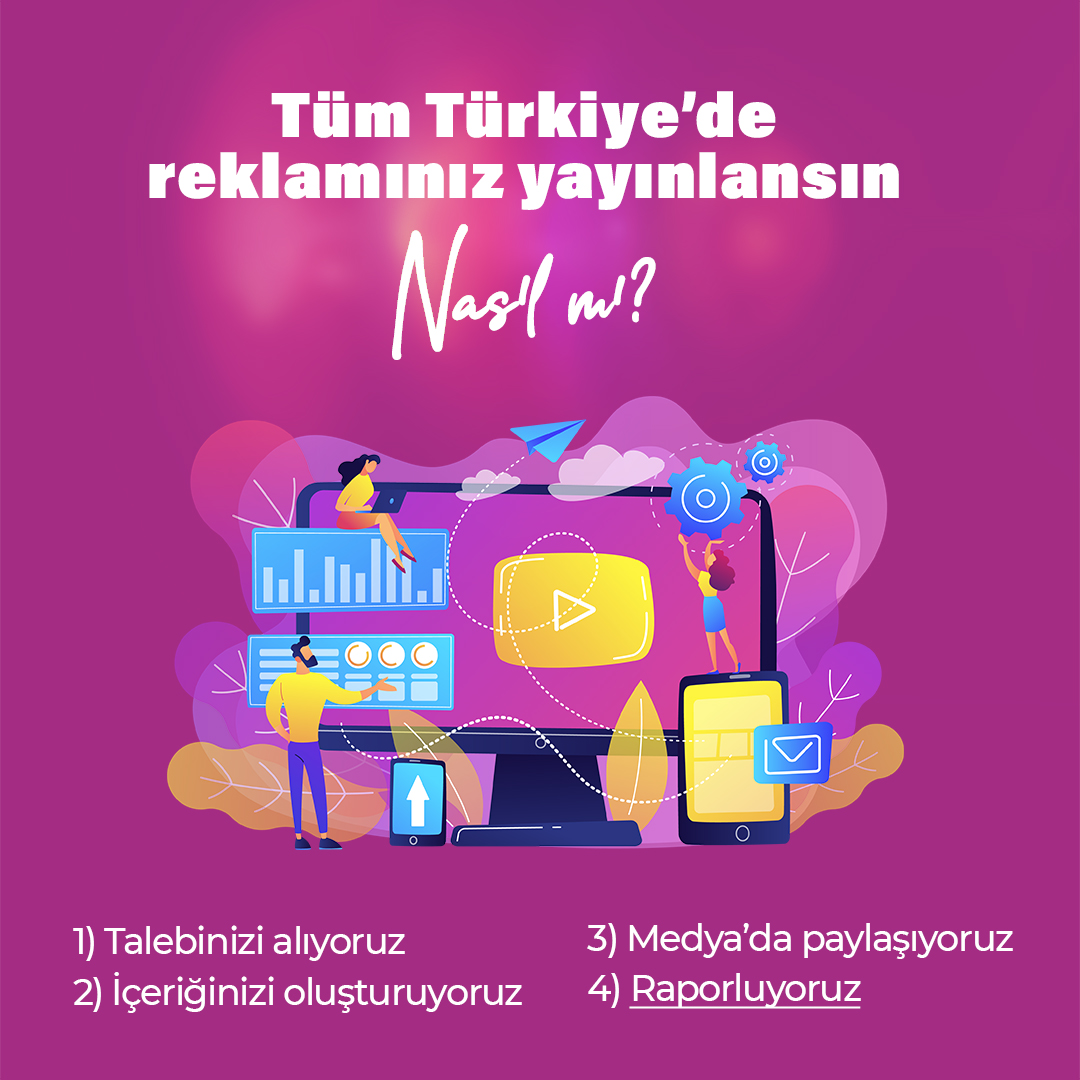 Tüm Türkiye'de
reklamınız yayınlansın
Nasıl mı?
1) Talebinizi alıyoruz
2) İçeriğinizi oluşturuyoruz
3) Medya'da paylaşıyoruz
4) Raporluyoruz